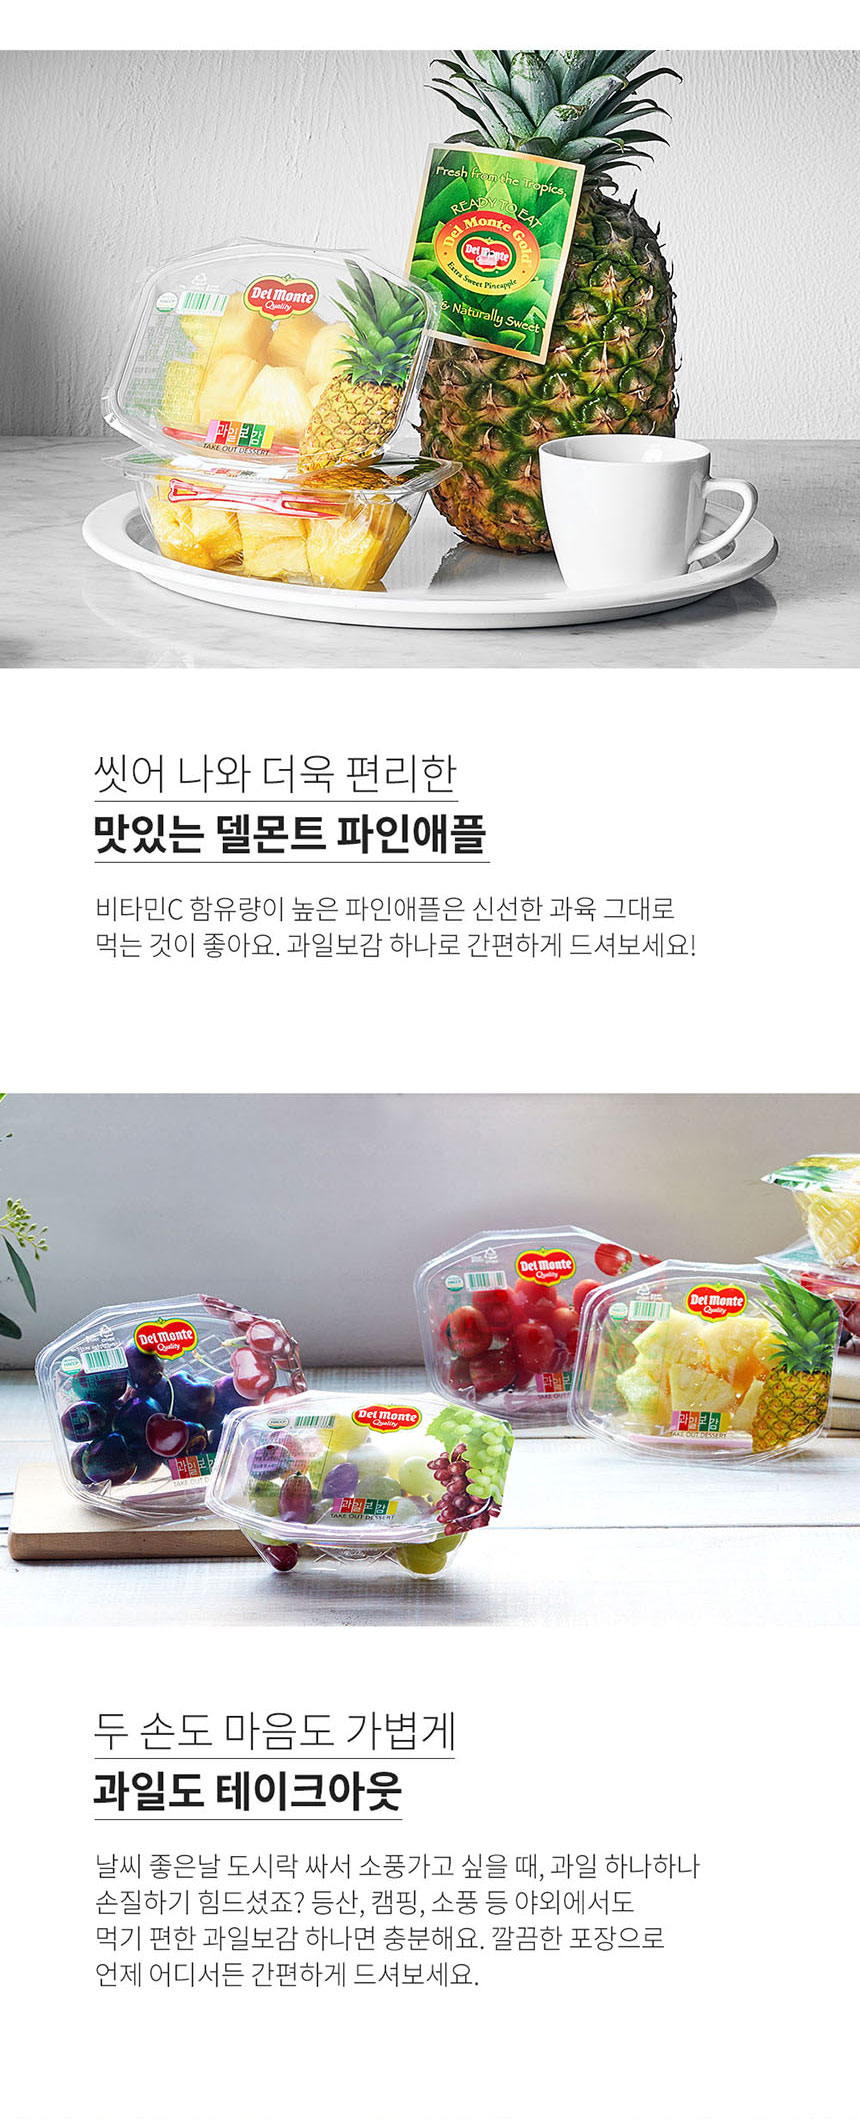 Fresh from the Tropics,
READY TO EAT
Del Monte Gold
Del Monte
Extra Sweet Pineapple
& Naturally Sweet
Del Monte
Quality
과일보감
TAKE OUT DESSERT
씻어 나와 더욱 편리한
맛있는 델몬트 파인애플
비타민C 함유량이 높은 파인애플은 신선한 과육 그대로
먹는 것이 좋아요. 과일보감 하나로 간편하게 드셔보세요!
Del Monte
Quality
Del Monte
Quality
Del Monte
Quality
과일보감
TAKE OUT DESSERT
Del Monte
Quality
과일보감
TAKE OUT DESSERT
과일보감
TAKE OUT DESSERT
두 손도 마음도 가볍게
과일도 테이크아웃
날씨 좋은날 도시락 싸서 소풍가고 싶을 때, 과일 하나하나
손질하기 힘드셨죠? 등산, 캠핑, 소풍 등 야외에서도
먹기 편한 과일보감 하나면 충분해요. 깔끔한 포장으로
언제 어디서든 간편하게 드셔보세요.